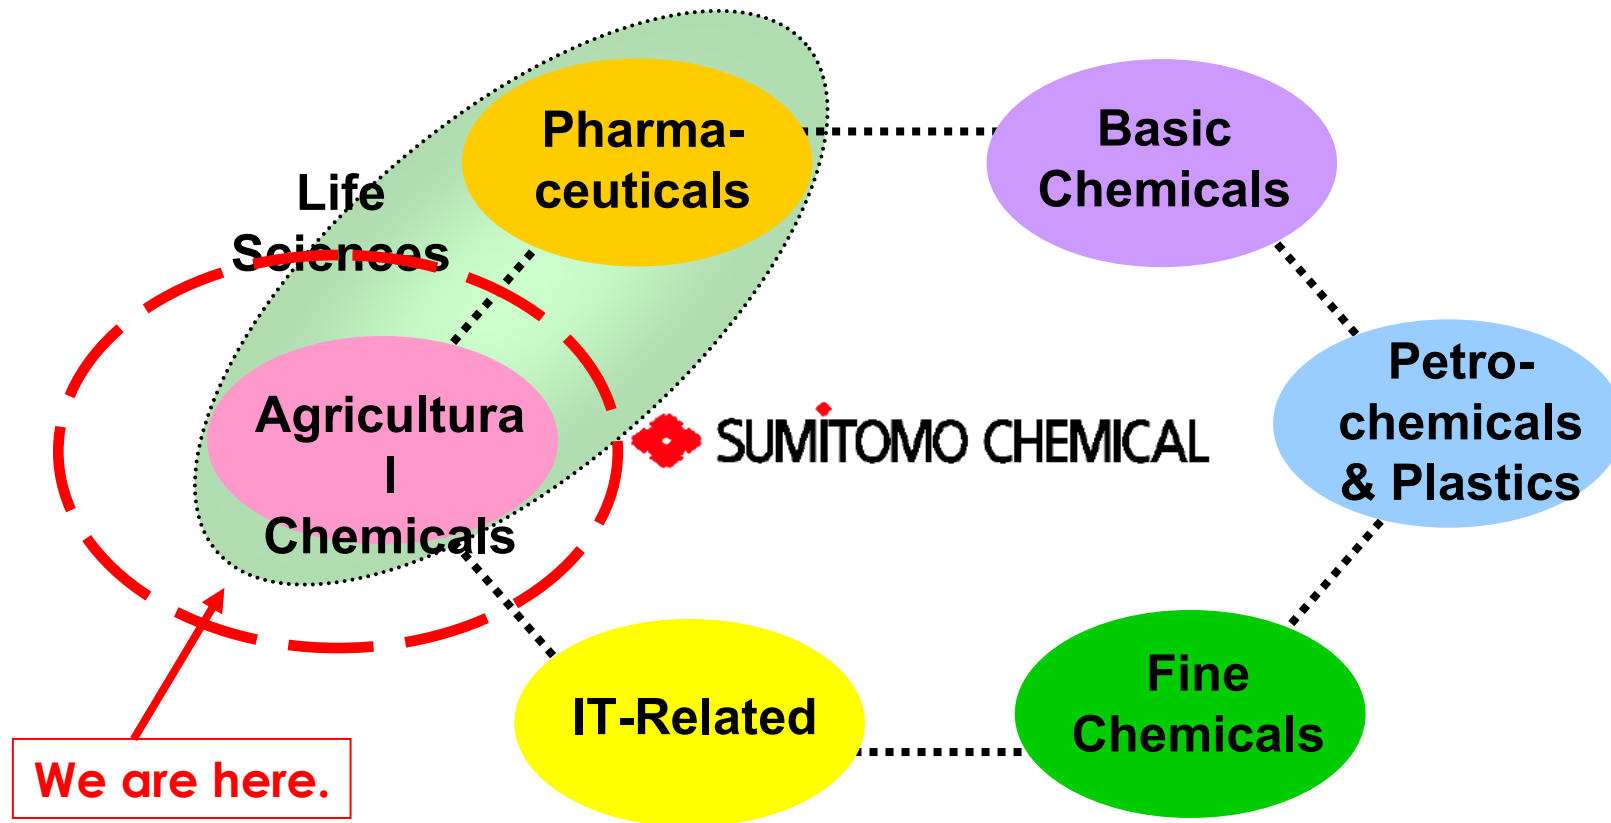 Pharma-
ceuticals
Basic
Chemicals
Life
Sciences
Agricultura
l
Chemicals
SUMITOMO CHEMICAL
Petro-
chemicals
& Plastics
IT-Related
Fine
Chemicals
We are here.